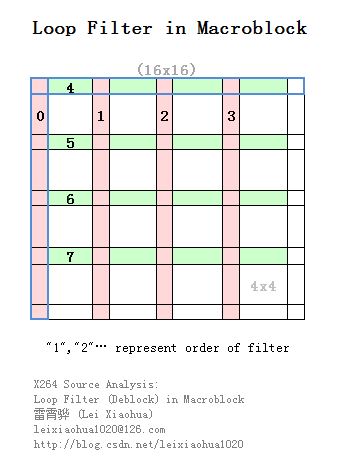 Loop Filter in Macroblock
(16x16)
4
0 1 2 3
5
6
7
4x4
"1","2"… represent order of filter
X264 Source Analysis:
Loop Filter (Deblock) in Macroblock
雷霄骅 (Lei Xiaohua)
leixiaohua1020@126.com
http://blog.csdn.net/leixiaohua1020